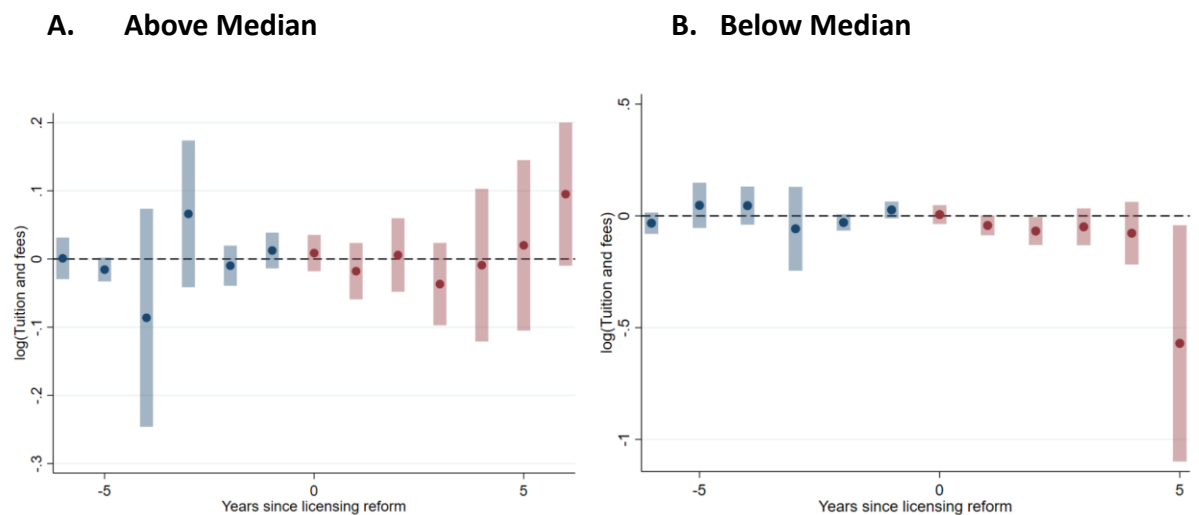 A. Above Median
log(Tuition and fees)
.2
.1
0
-.1
-.2
-.3
-5
0
5
Years since licensing reform
B. Below Median
log(Tuition and fees)
.5
0
-.5
-1
-5
0
5
Years since licensing reform